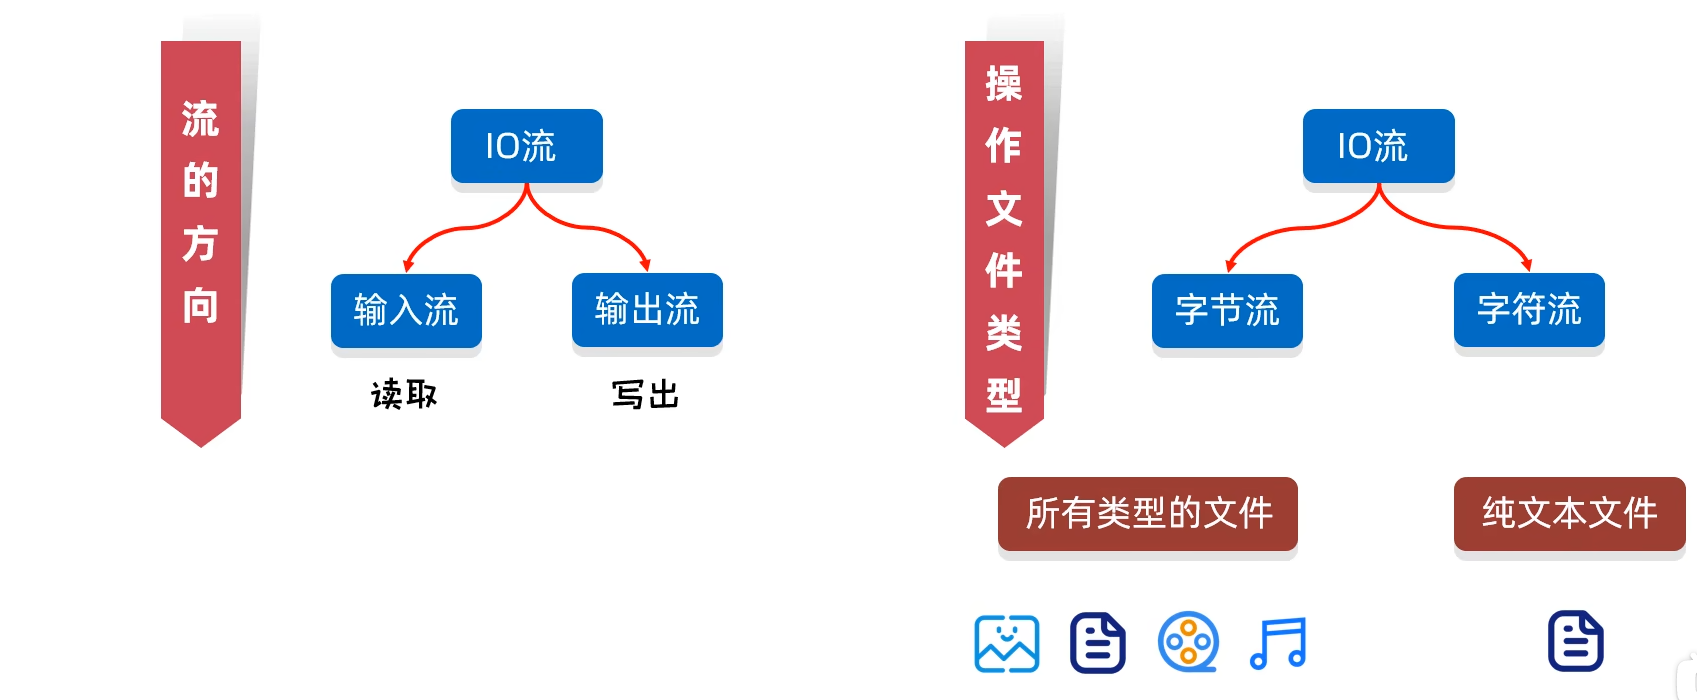 流的方向
IO流
输入流
输出流
读取
写出
操作文件类型
IO流
字节流
字符流
所有类型的文件
纯文本文件